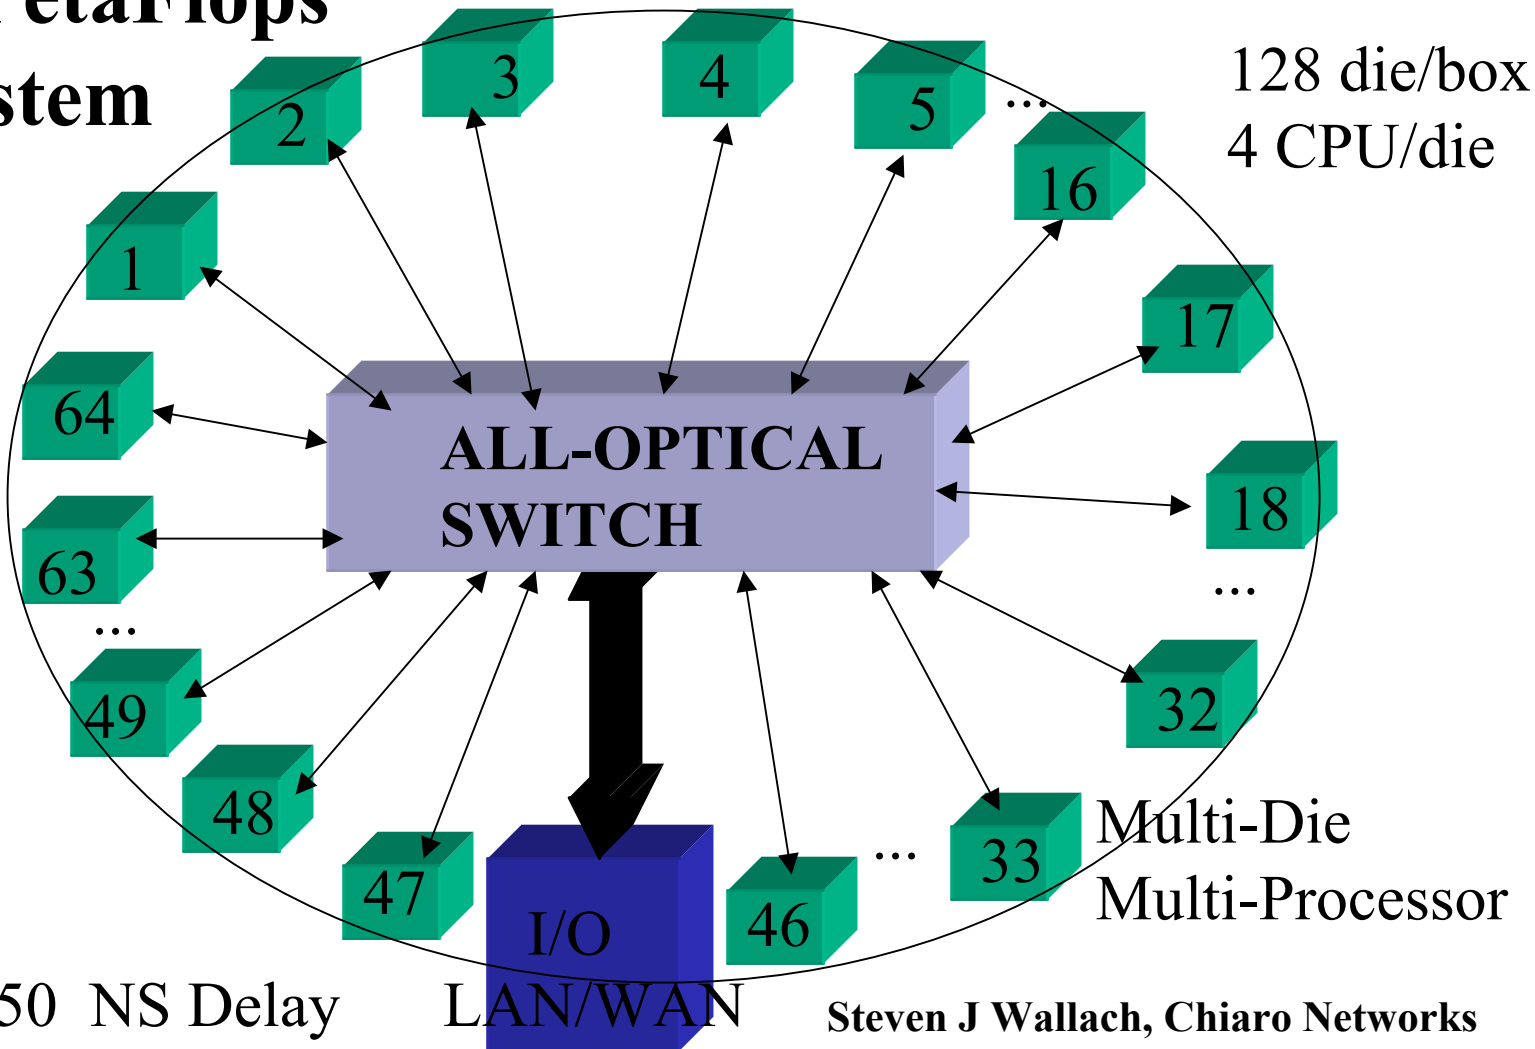 etaFlops
stem
128 die/box
4 CPU/die
1
2
3
4
5
...
16
17
18
...
32
33
...
46
47
48
49
...
63
64
ALL-OPTICAL
SWITCH
Multi-Die
Multi-Processor
I/O
LAN/WAN
50 NS Delay
Steven J Wallach, Chiaro Networks